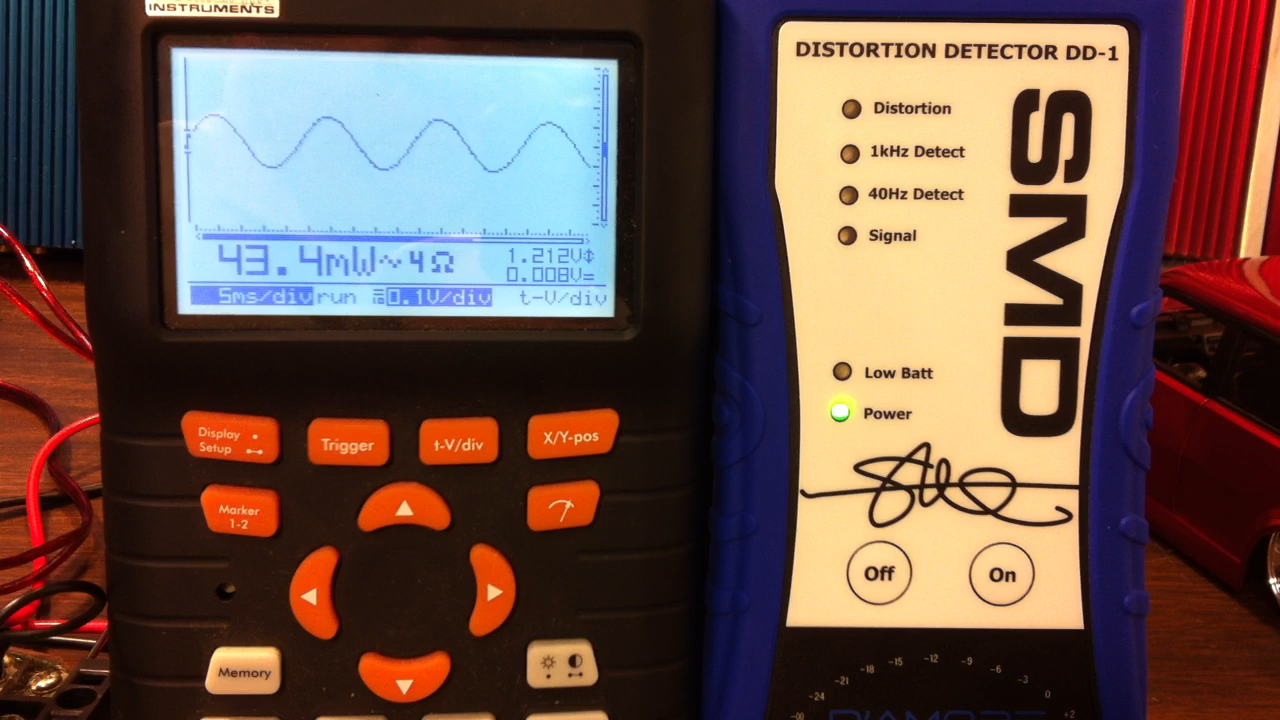 INSTRUMENTS
43.4mW~4Ω
1.212V
0.008V=
5ms/div run 0.1V/div t-V/div
Display
Setup
Trigger
t-V/div
X/Y-pos
Marker
1-2
Memory
DISTORTION DETECTOR DD-1
Distortion
1kHz Detect
40Hz Detect
Signal
SMD
Low Batt
Power
Off
On
-24 -21 -18 -15 -12 -9 -6 -3 0 +2